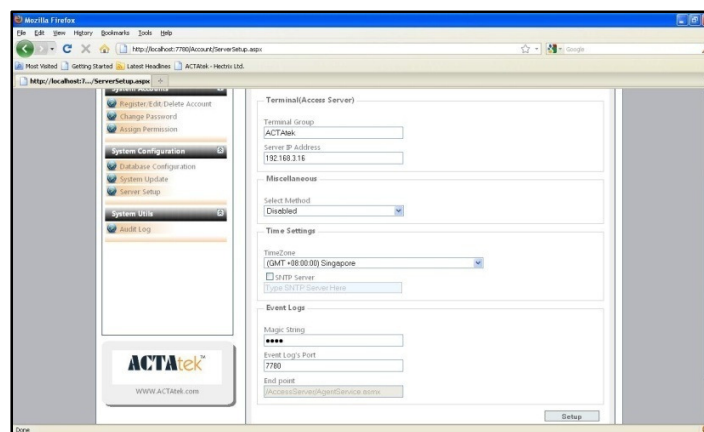 Mozilla Firefox
File Edit View History Bookmarks Tools Help
http://localhost:7780/Account/ServerSetup.aspx
Google
Most Visited Getting Started Latest Headlines ACTAtek - Hectrix Ltd.
http://localhost:7.../ServerSetup.aspx
System Accounts
Register/Edit/Delete Account
Change Password
Assign Permission
System Configuration
Database Configuration
System Update
Server Setup
System Utils
Audit Log
ACTAtek™
WWW.ACTAtek.com
Terminal(Access Server)
Terminal Group
ACTAtek
Server IP Address
192.168.3.16
Miscellaneous
Select Method
Disabled
Time Settings
TimeZone
(GMT +08:00:00) Singapore
SNTP Server
Type SNTP Server Here
Event Logs
Magic String
••••
Event Log's Port
7780
End point
/AccessServer/AgentService.asmx
Setup
Done